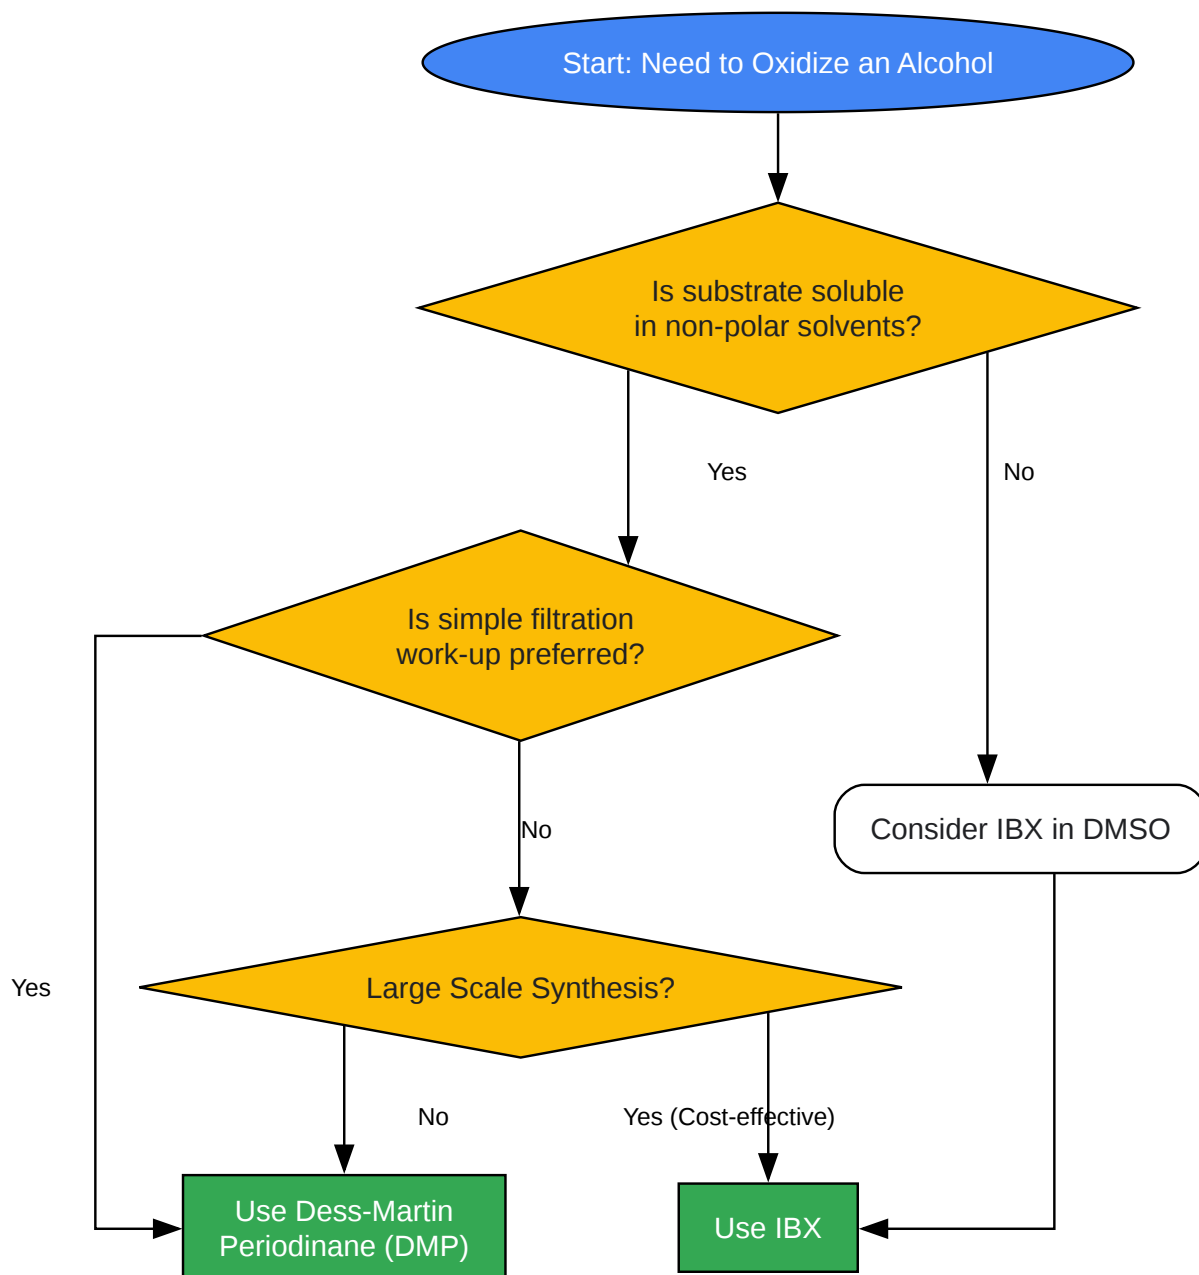 Start: Need to Oxidize an Alcohol
Is substrate soluble
in non-polar solvents?
Yes
No
Is simple filtration
work-up preferred?
No
Consider IBX in DMSO
Yes
Large Scale Synthesis?
No
Yes (Cost-effective)
Use Dess-Martin
Periodinane (DMP)
Use IBX